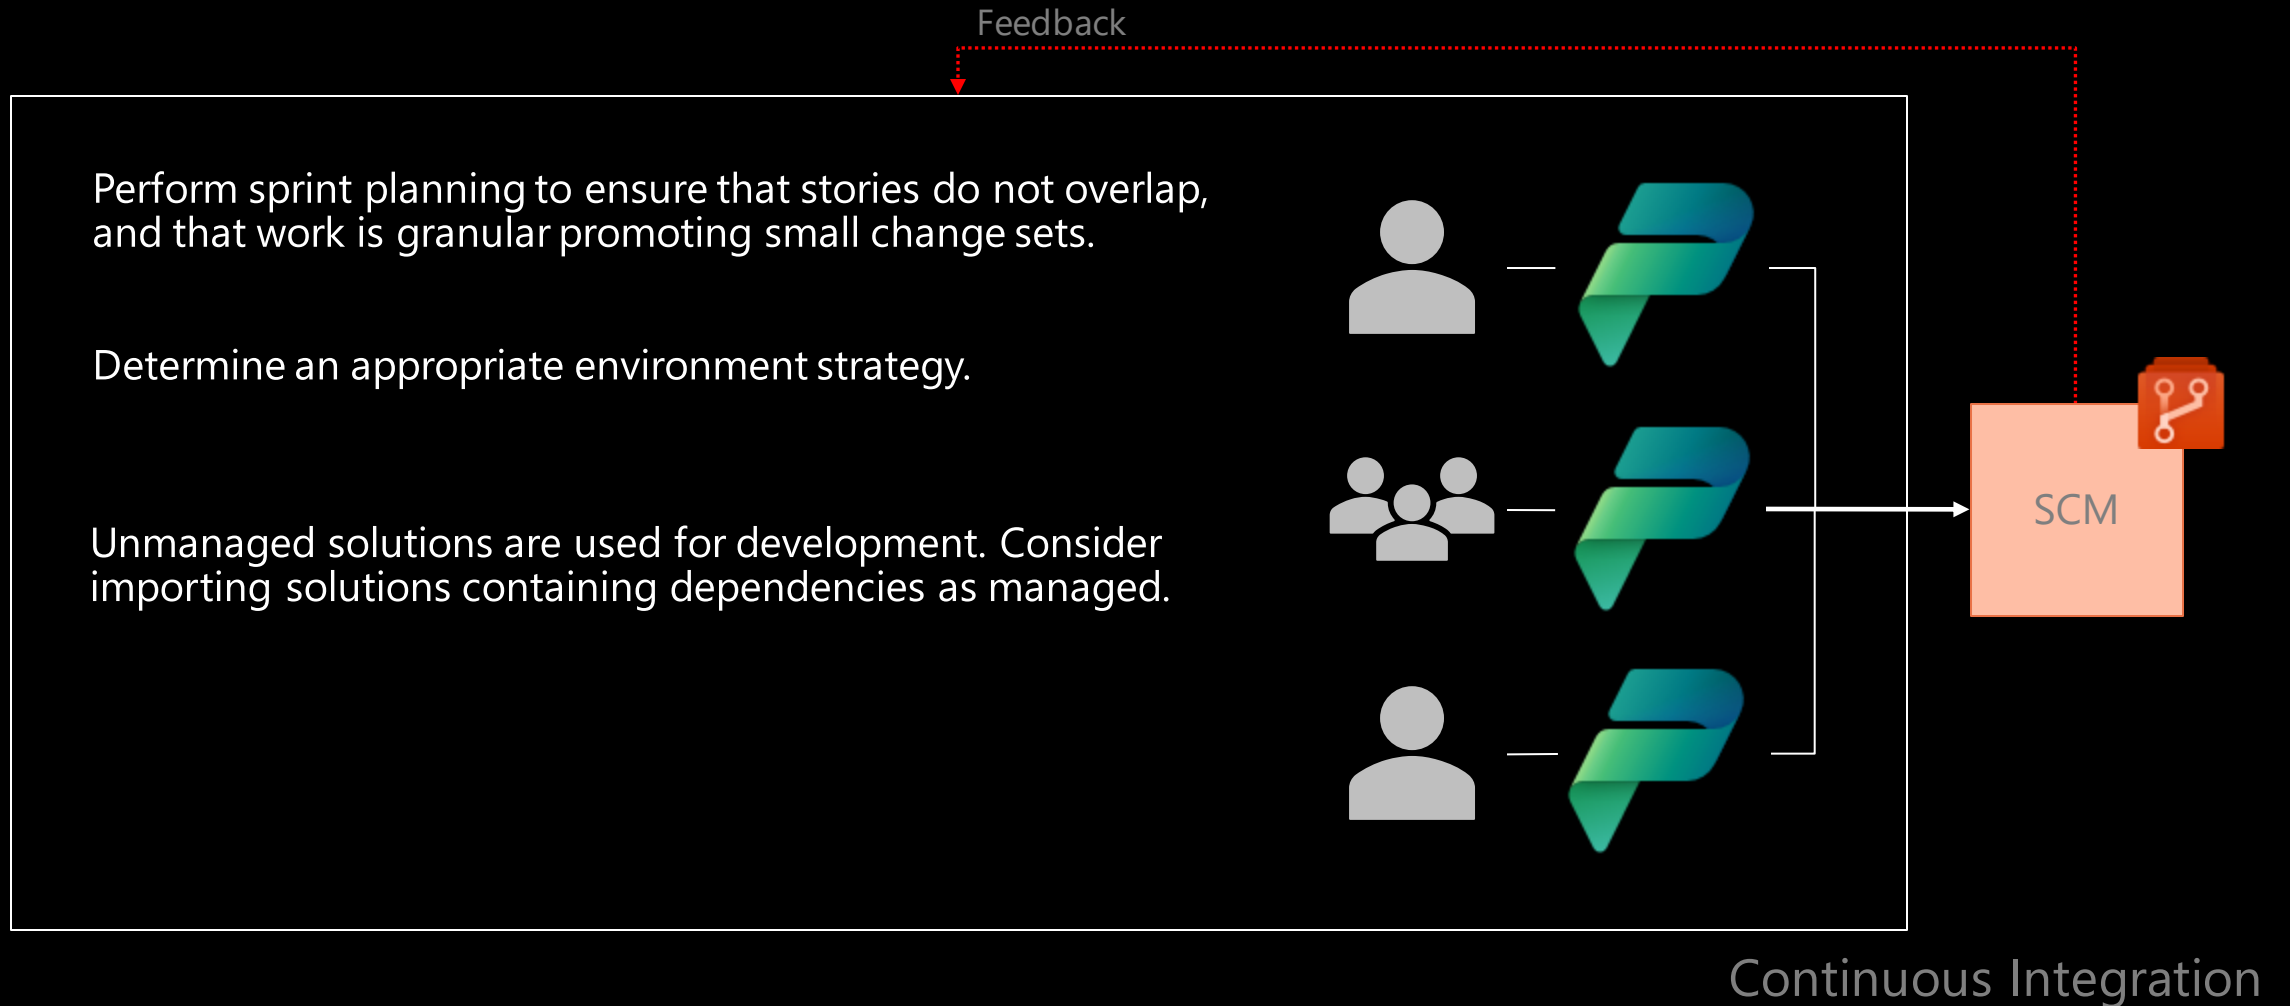 Feedback
Perform sprint planning to ensure that stories do not overlap,
and that work is granular promoting small change sets.
Determine an appropriate environment strategy.
Unmanaged solutions are used for development. Consider
importing solutions containing dependencies as managed.
SCM
Continuous Integration